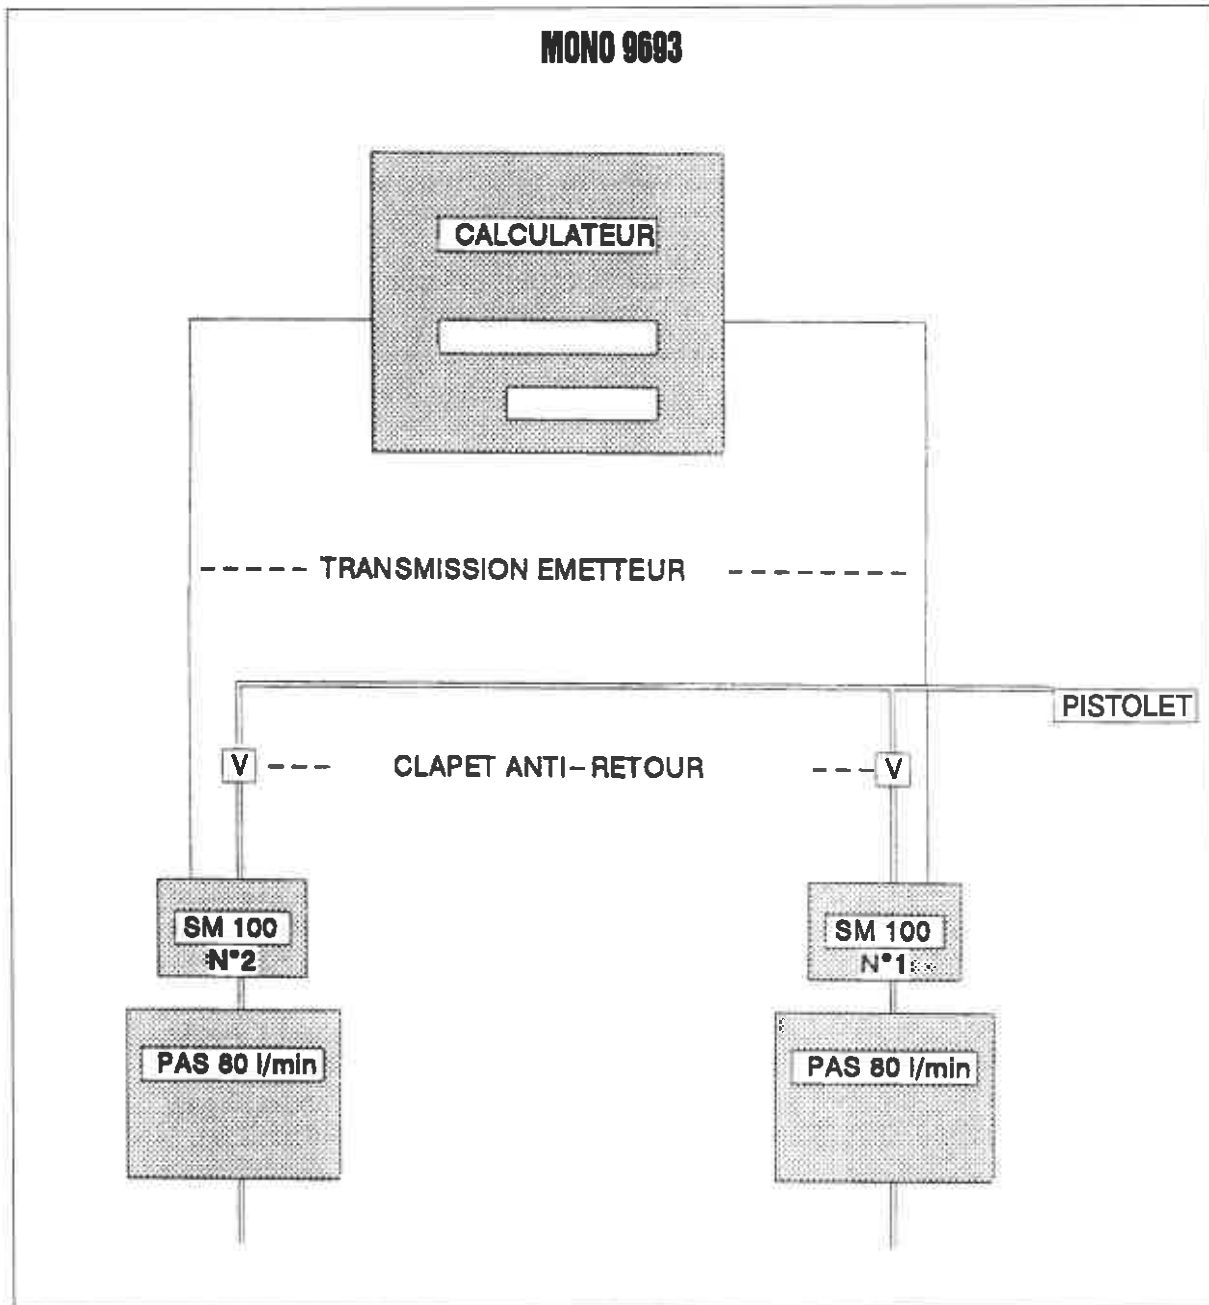 MONO 9693
CALCULATEUR
TRANSMISSION EMETTEUR
PISTOLET
V
CLAPET ANTI-RETOUR
V
SM 100
N°2
SM 100
N°1
PAS 80 l/min
PAS 80 l/min